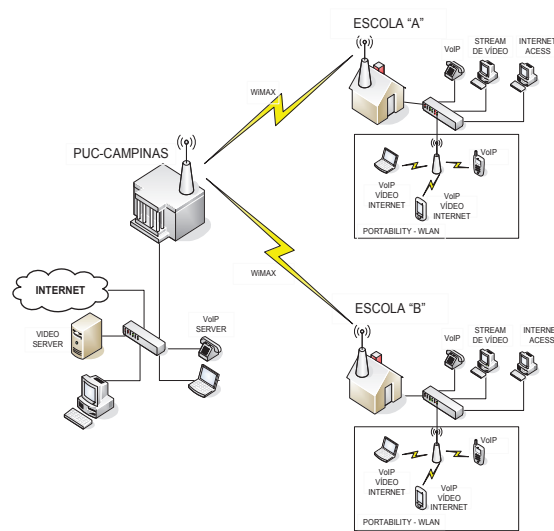 ESCOLA “A”
VoIP
STREAM
DE VÍDEO
INTERNET
ACESS
WiMAX
PUC-CAMPINAS
VoIP
VoIP
VÍDEO
INTERNET
VoIP
VÍDEO
INTERNET
PORTABILITY - WLAN
WiMAX
INTERNET
VIDEO
SERVER
VoIP
SERVER
ESCOLA “B”
VoIP
STREAM
DE VÍDEO
INTERNET
ACESS
VoIP
VoIP
VÍDEO
INTERNET
VoIP
VÍDEO
INTERNET
PORTABILITY - WLAN